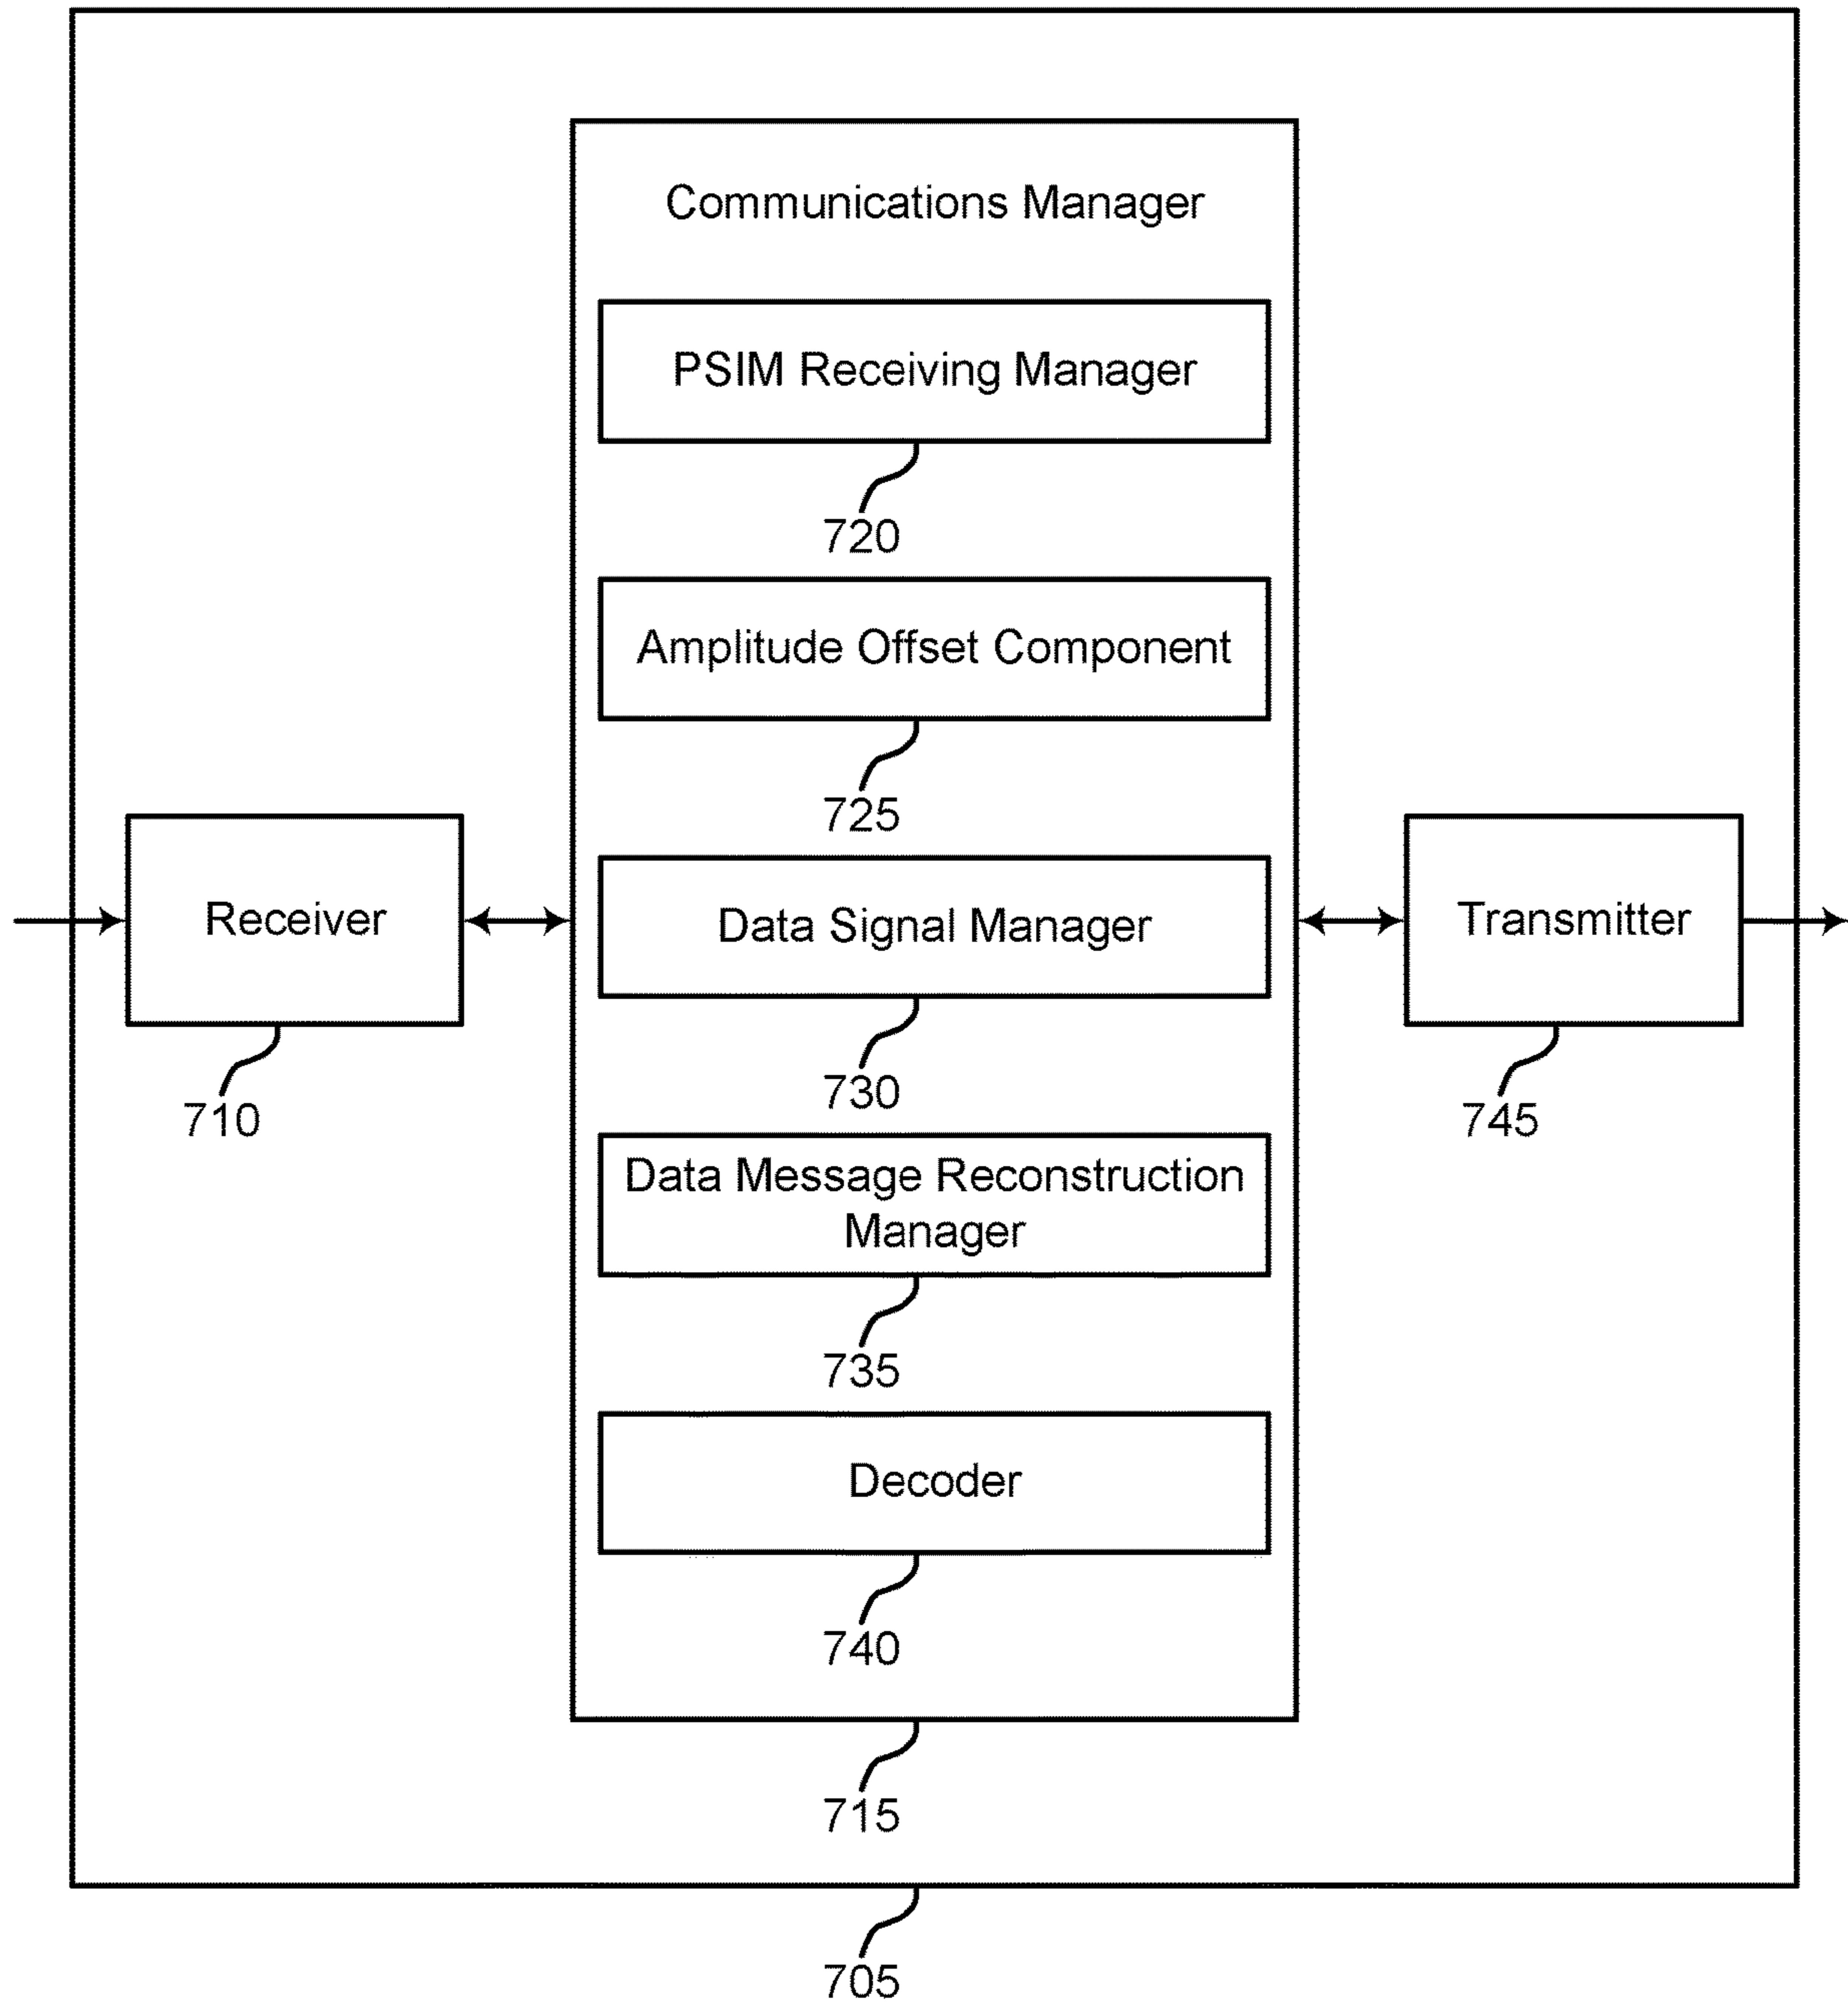 Communications Manager
PSIM Receiving Manager
720
Amplitude Offset Component
725
Receiver
710
Data Signal Manager
730
Transmitter
745
Data Message Reconstruction
Manager
735
Decoder
740
715
705